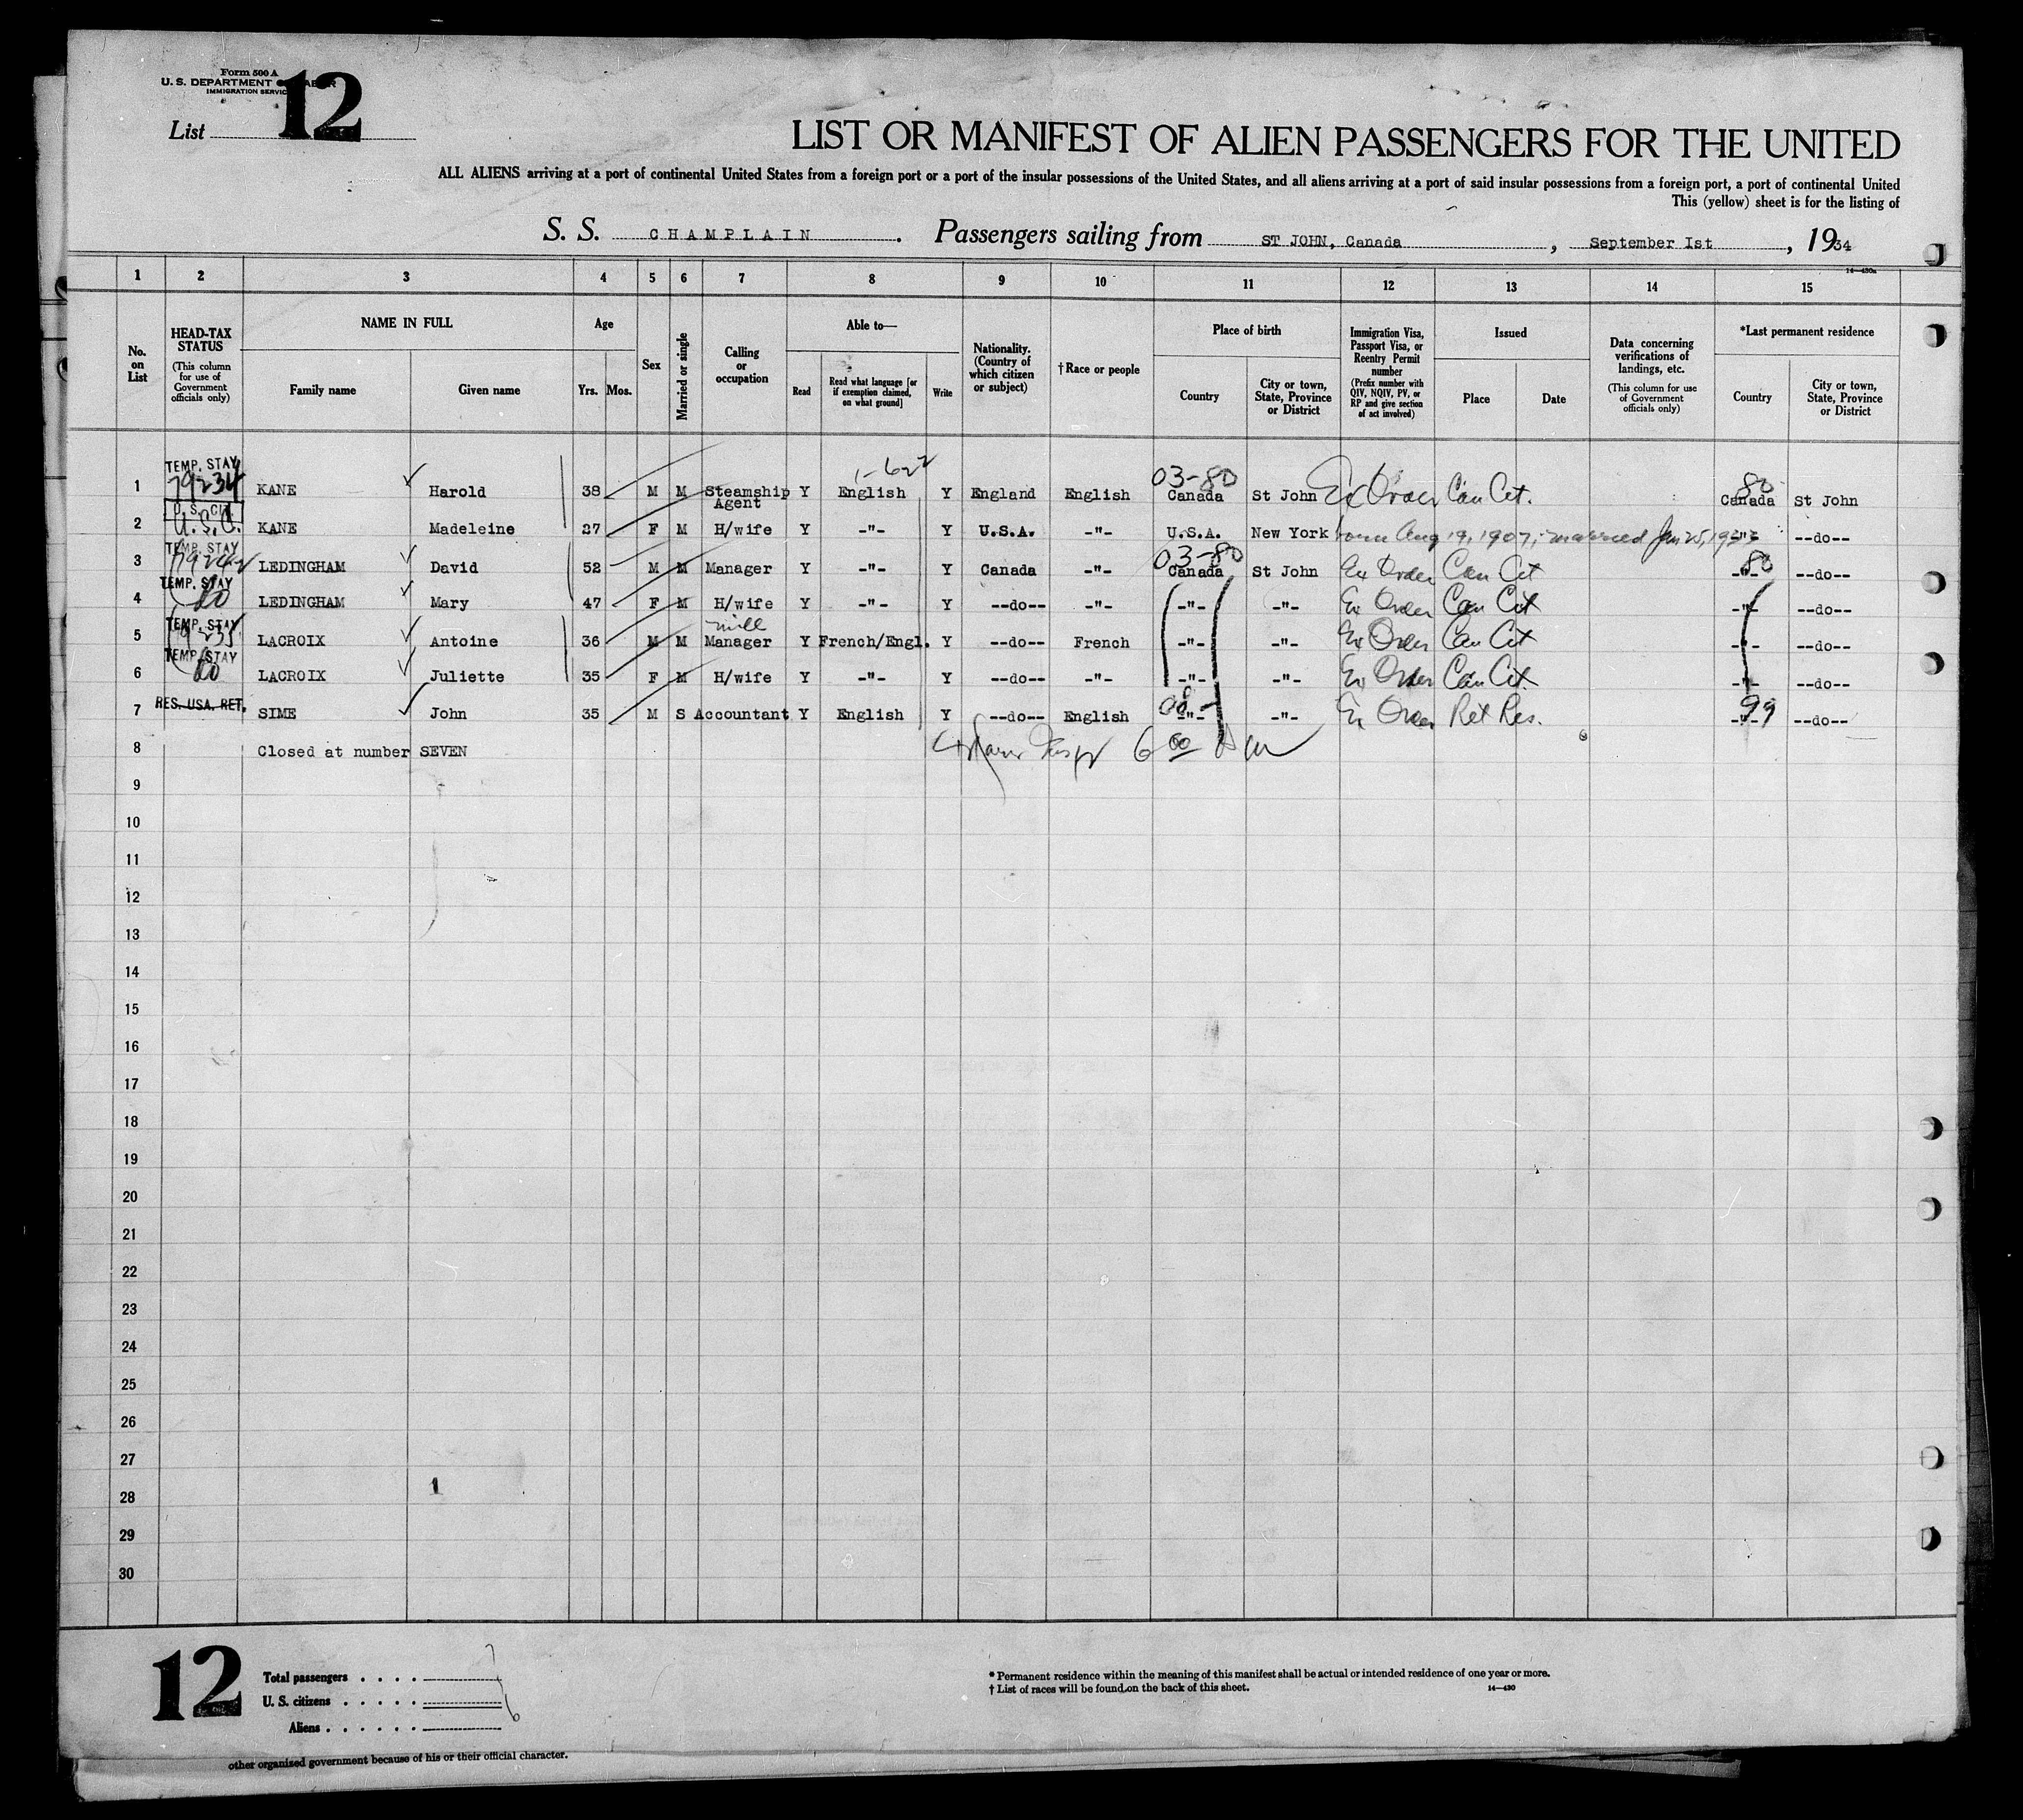 Form 500 A
U. S. DEPARTMENT OF LABOR
IMMIGRATION SERVICE
List 12
LIST OR MANIFEST OF ALIEN PASSENGERS FOR THE UNITED
ALL ALIENS arriving at a port of continental United States from a foreign port or a port of the insular possessions of the United States, and all aliens arriving at a port of said insular possessions from a foreign port, a port of continental United
This (yellow) sheet is for the listing of
S. S. CHAMPLAIN. Passengers sailing from ST JOHN, Canada, September Ist, 1934
14—430a
1 2 3 4 5 6 7 8 9 10 11 12 13 14 15
No. on List
HEAD-TAX STATUS
(This column for use of Government officials only)
NAME IN FULL
Family name
Given name
Age
Yrs. Mos.
Sex
Married or single
Calling or occupation
Able to—
Read
Read what language [or if exemption claimed, on what ground]
Write
Nationality. (Country of which citizen or subject)
†Race or people
Place of birth
Country
City or town, State, Province or District
Immigration Visa, Passport Visa, or Reentry Permit number
(Prefix number with QIV, NQIV, PV, or RP and give section of act involved)
Issued
Place
Date
Data concerning verifications of landings, etc.
(This column for use of Government officials only)
*Last permanent residence
Country
City or town, State, Province or District
TEMP. STAY 1-622 03-80 80
1 79234 KANE Harold 38 M M Steamship Agent Y English Y England English Canada St John Ex Order Can Cit. Canada St John
U.S. CIT.
2 U.S.C. KANE Madeleine 27 F M H/wife Y -"- Y U.S.A. -"- U.S.A. New York born Aug 19, 1907; married Jan 25, -"- --do--
TEMP. STAY 03-80 80
3 LEDINGHAM David 52 M M Manager Y -"- Y Canada -"- Canada St John Ex Order Can Cit -"- --do--
TEMP. STAY
4 do LEDINGHAM Mary 47 F M H/wife Y -"- Y --do-- -"- -"- -"- Ex Order Can Cit -"- --do--
TEMP. STAY mill
5 LACROIX Antoine 36 M M Manager Y French/Engl. Y --do-- French -"- -"- Ex Order Can Cit -"- --do--
TEMP. STAY
6 do LACROIX Juliette 35 F M H/wife Y -"- Y --do-- -"- -"- -"- Ex Order Can Cit. -"- --do--
RES. USA. RET. 99
7 SIME John 35 M S Accountant Y English Y --do-- English -"- -"- Ex Order Ret Res. -"- --do--
8 Closed at number SEVEN
9
10
11
12
13
14
15
16
17
18
19
20
21
22
23
24
25
26
27
28
29
30
12
Total passengers . . . .
U. S. citizens . . . . .
Aliens . . . . . .
* Permanent residence within the meaning of this manifest shall be actual or intended residence of one year or more.
† List of races will be found on the back of this sheet.
14—430
other organized government because of his or their official character.